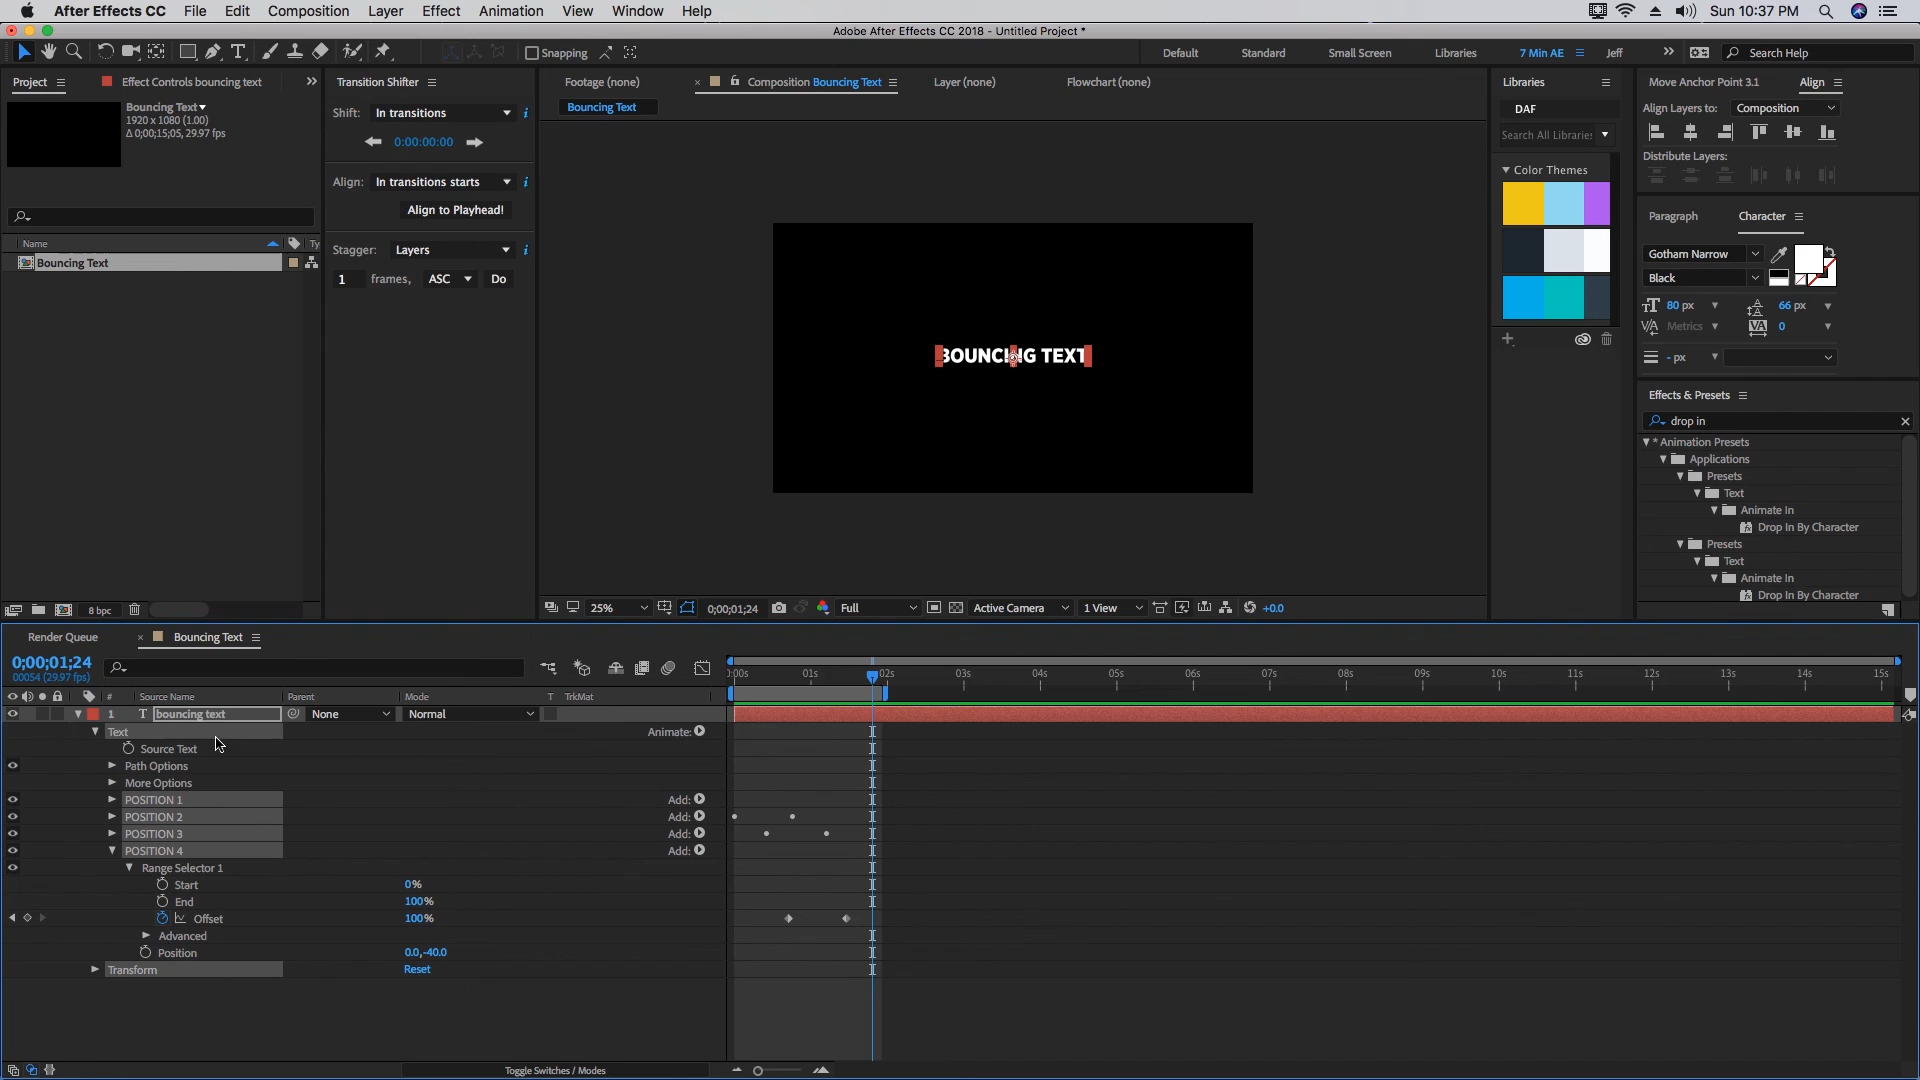 After Effects CC File Edit Composition Layer Effect Animation View Window Help Sun 10:37 PM
Adobe After Effects CC 2018 - Untitled Project *
Snapping Default Standard Small Screen Libraries 7 Min AE Jeff Search Help
Project Effect Controls bouncing text Transition Shifter Footage (none) Composition Bouncing Text Layer (none) Flowchart (none) Libraries Move Anchor Point 3.1 Align
Bouncing Text
1920 x 1080 (1.00)
Δ 0;00;15;05, 29.97 fps
Shift: In transitions
0:00:00:00
Align: In transitions starts
Align to Playhead!
Stagger: Layers
1 frames, ASC Do
Name Ty
Bouncing Text
8 bpc
Bouncing Text
BOUNCING TEXT
25% 0;00;01;24 Full Active Camera 1 View +0.0
DAF
Search All Libraries
Color Themes
Align Layers to: Composition
Distribute Layers:
Paragraph Character
Gotham Narrow
Black
80 px 66 px
Metrics 0
- px
Effects & Presets
drop in
* Animation Presets
Applications
Presets
Text
Animate In
Drop In By Character
Presets
Text
Animate In
Drop In By Character
Render Queue Bouncing Text
0;00;01;24
00054 (29.97 fps)
# Source Name Parent Mode T TrkMat
:00s 01s 02s 03s 04s 05s 06s 07s 08s 09s 10s 11s 12s 13s 14s 15s
1 T bouncing text None Normal
Text Animate:
Source Text
Path Options
More Options
POSITION 1 Add:
POSITION 2 Add:
POSITION 3 Add:
POSITION 4 Add:
Range Selector 1
Start 0%
End 100%
Offset 100%
Advanced
Position 0.0,-40.0
Transform Reset
Toggle Switches / Modes